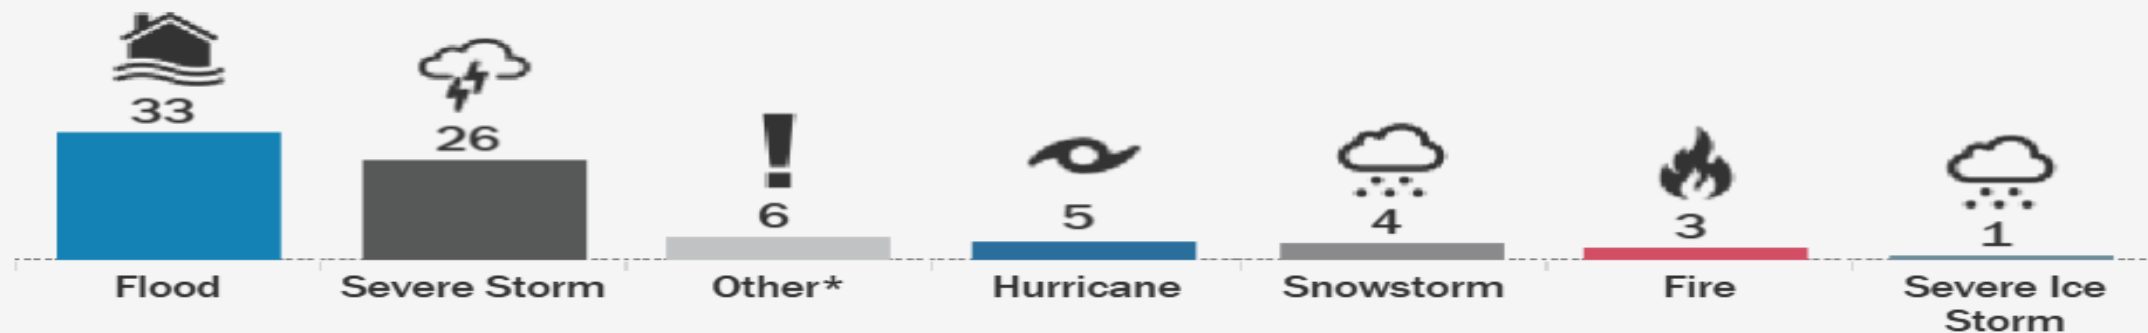 33
26
6
5
4
3
1
Flood
Severe Storm
Other*
Hurricane
Snowstorm
Fire
Severe Ice
Storm